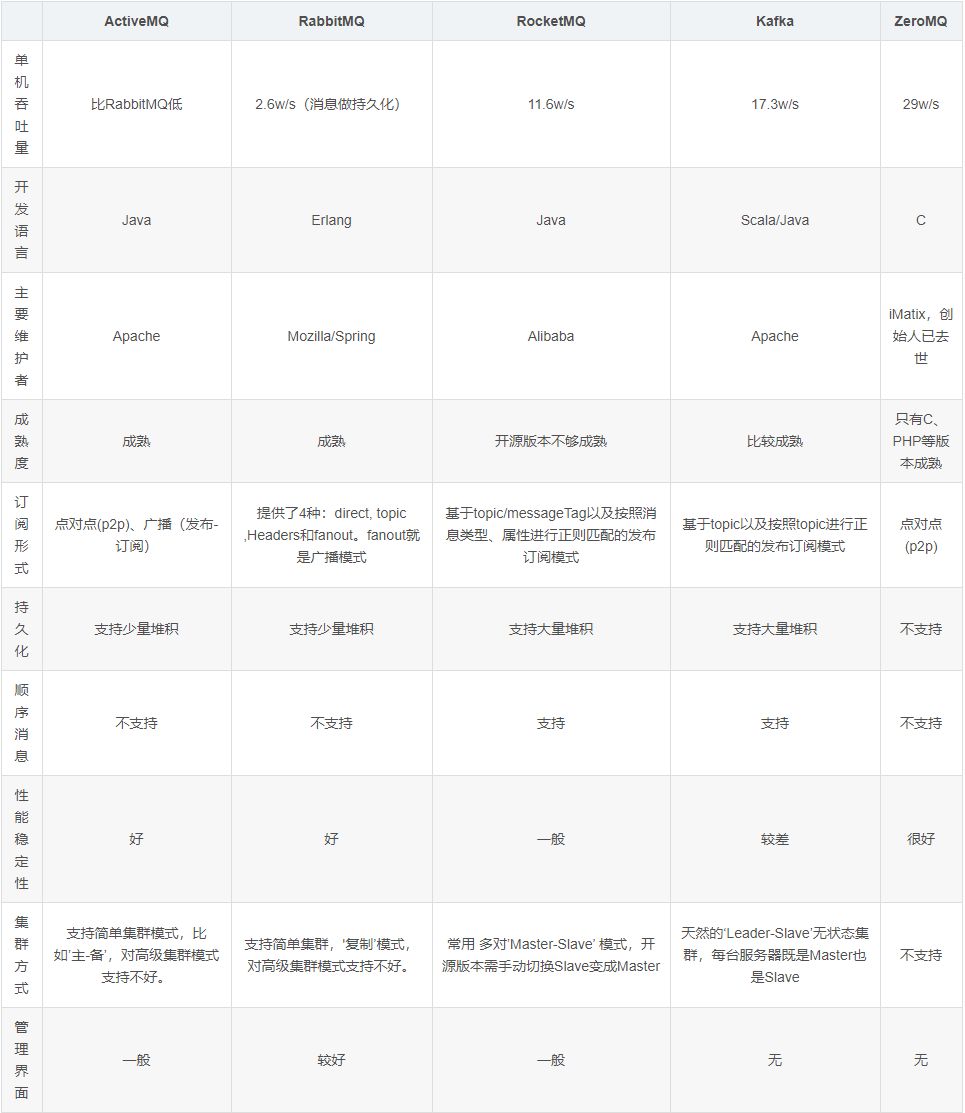 ActiveMQ RabbitMQ RocketMQ Kafka ZeroMQ
单
机
吞
吐
量
比RabbitMQ低
2.6w/s（消息做持久化）
11.6w/s
17.3w/s
29w/s
开
发
语
言
Java
Erlang
Java
Scala/Java
C
主
要
维
护
者
Apache
Mozilla/Spring
Alibaba
Apache
iMatix，创
始人已去
世
成
熟
度
成熟
成熟
开源版本不够成熟
比较成熟
只有C、
PHP等版
本成熟
订
阅
形
式
点对点(p2p)、广播（发布-
订阅）
提供了4种：direct, topic
,Headers和fanout。fanout就
是广播模式
基于topic/messageTag以及按照消
息类型、属性进行正则匹配的发布
订阅模式
基于topic以及按照topic进行正
则匹配的发布订阅模式
点对点
(p2p)
持
久
化
支持少量堆积
支持少量堆积
支持大量堆积
支持大量堆积
不支持
顺
序
消
息
不支持
不支持
支持
支持
不支持
性
能
稳
定
性
好
好
一般
较差
很好
集
群
方
式
支持简单集群模式，比
如'主-备'，对高级集群模式
支持不好。
支持简单集群，'复制'模式，
对高级集群模式支持不好。
常用 多对'Master-Slave' 模式，开
源版本需手动切换Slave变成Master
天然的‘Leader-Slave’无状态集
群，每台服务器既是Master也
是Slave
不支持
管
理
界
面
一般
较好
一般
无
无